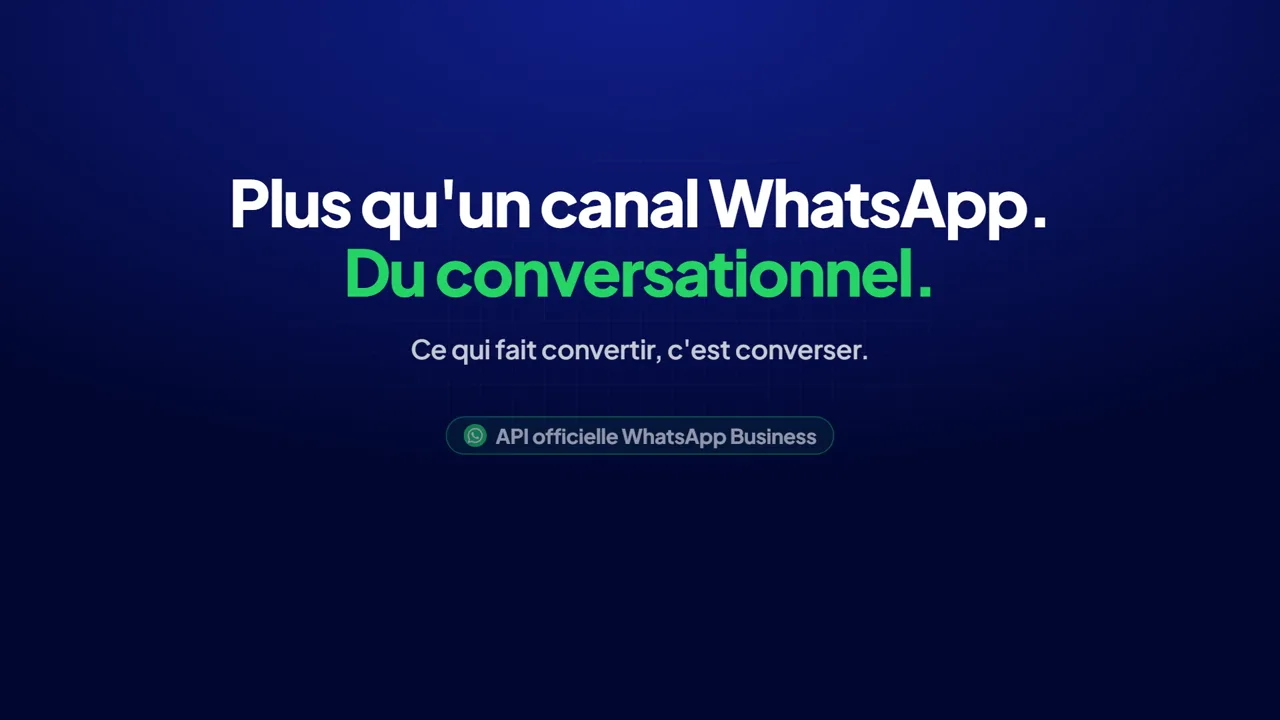 Plus qu'un canal WhatsApp.
Du conversationnel.
Ce qui fait convertir, c'est converser.
API officielle WhatsApp Business